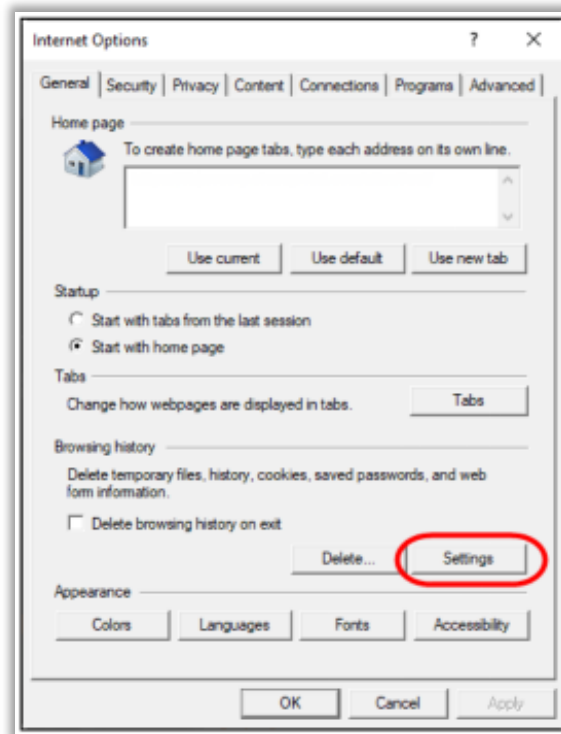 Internet Options ? ×
General Security Privacy Content Connections Programs Advanced
Home page
To create home page tabs, type each address on its own line.
Use current Use default Use new tab
Startup
Start with tabs from the last session
Start with home page
Tabs
Change how webpages are displayed in tabs. Tabs
Browsing history
Delete temporary files, history, cookies, saved passwords, and web
form information.
Delete browsing history on exit
Delete... Settings
Appearance
Colors Languages Fonts Accessibility
OK Cancel Apply